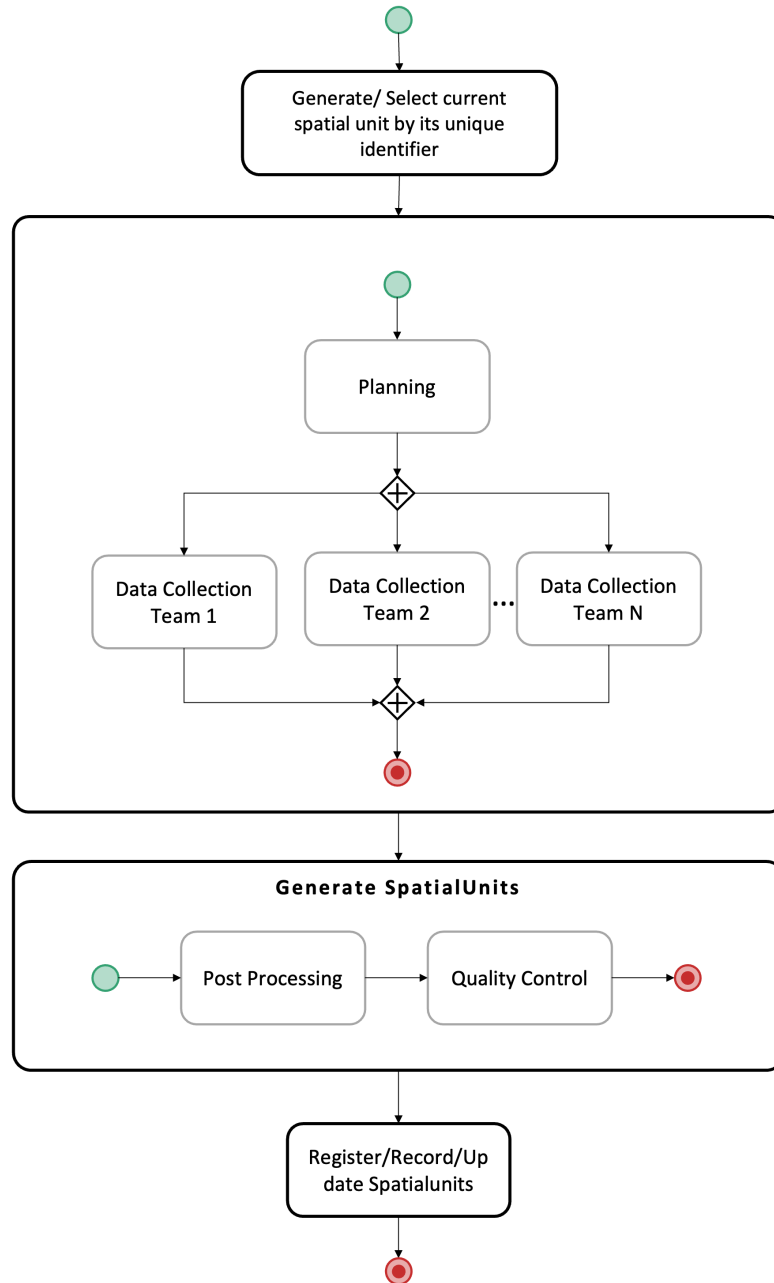 Generate/ Select current
spatial unit by its unique
identifier
Planning
Data Collection
Team 1
Data Collection
Team 2
...
Data Collection
Team N
Generate SpatialUnits
Post Processing
Quality Control
Register/Record/Up
date Spatialunits